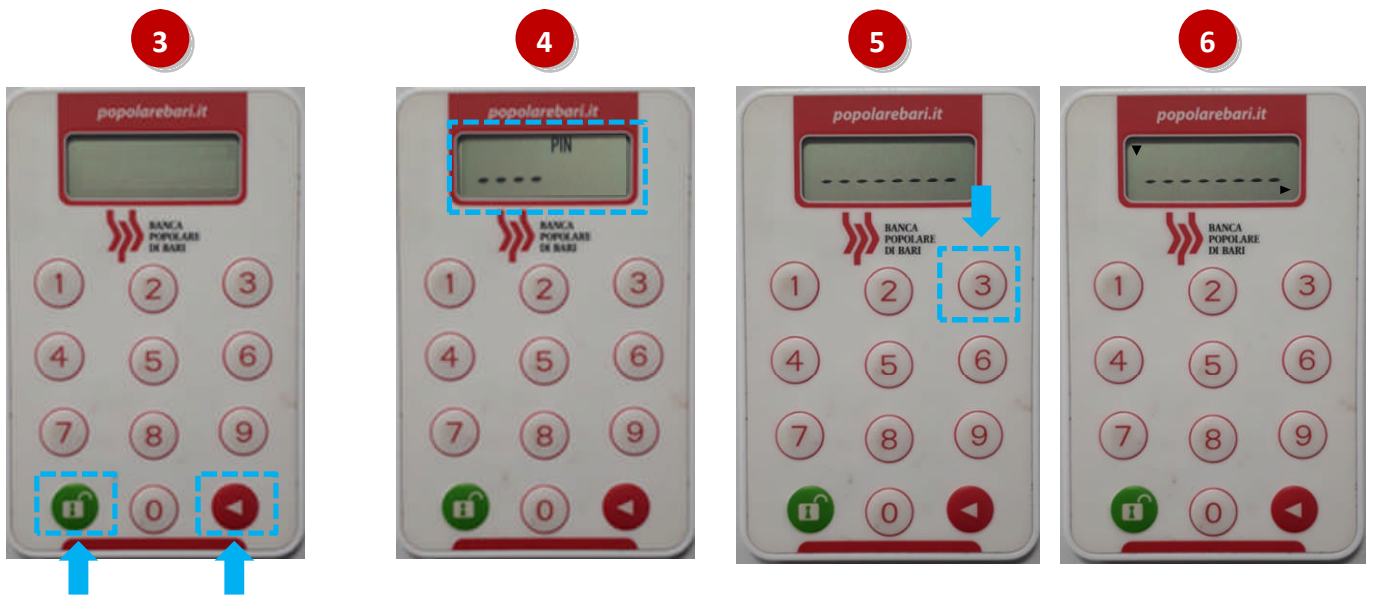 3
4
5
6
popolarebari.it
BANCA
POPOLARE
DI BARI
1 2 3
4 5 6
7 8 9
0
popolarebari.it
PIN
- - - -
BANCA
POPOLARE
DI BARI
1 2 3
4 5 6
7 8 9
0
popolarebari.it
- - - - - - - -
BANCA
POPOLARE
DI BARI
1 2 3
4 5 6
7 8 9
0
popolarebari.it
- - - - - - - -
BANCA
POPOLARE
DI BARI
1 2 3
4 5 6
7 8 9
0